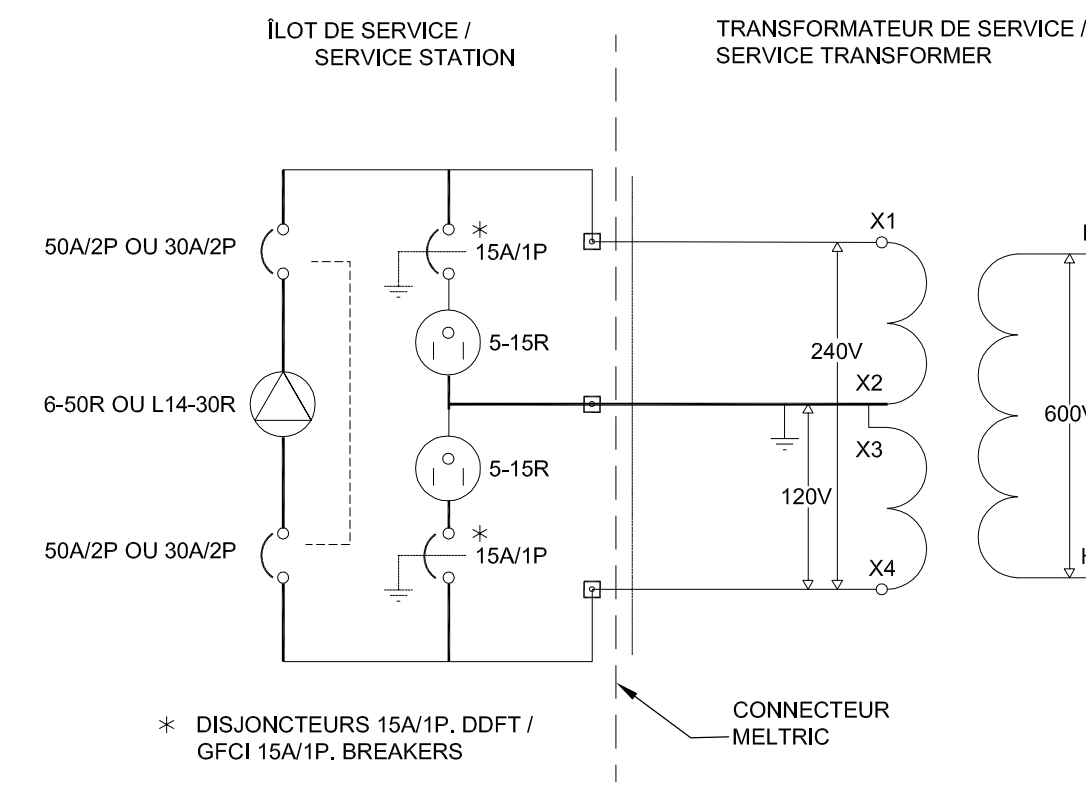 ÎLOT DE SERVICE /
SERVICE STATION
TRANSFORMATEUR DE SERVICE /
SERVICE TRANSFORMER
50A/2P OU 30A/2P
*
15A/1P
X1
5-15R
240V
X2
6-50R OU L14-30R
600V
X3
5-15R
120V
50A/2P OU 30A/2P
*
15A/1P
X4
* DISJONCTEURS 15A/1P. DDFT /
GFCI 15A/1P. BREAKERS
CONNECTEUR
MELTRIC